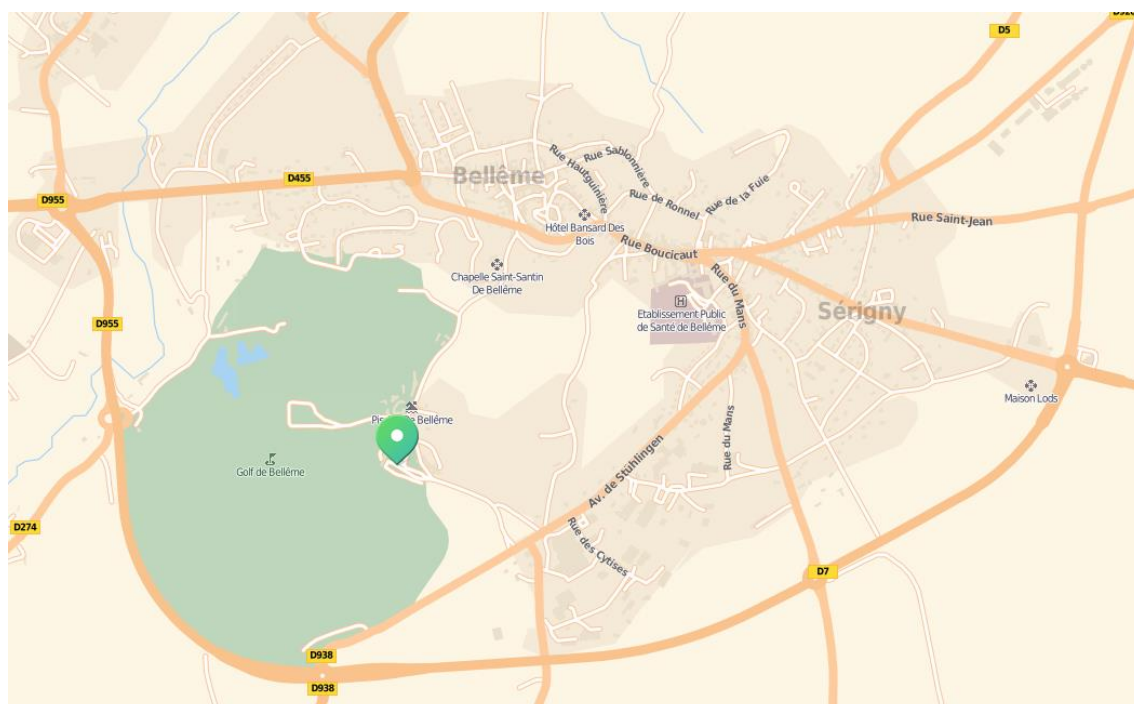 D5
Rue Sablonnière
Rue Hautguinière
Bellême
D455
D955
Rue de Ronnel
Rue de la Fuie
Rue Saint-Jean
Hôtel Bansard Des
Bois
Rue Boucicaut
Chapelle Saint-Santin
De Bellême
Rue du Mans
Etablissement Public
de Santé de Bellême
H
Sérigny
D955
Maison Lods
de Bellême
Rue du Mans
Golf de Bellême
Av. de Stühlingen
D274
Rue des Cytises
D7
D938
D938